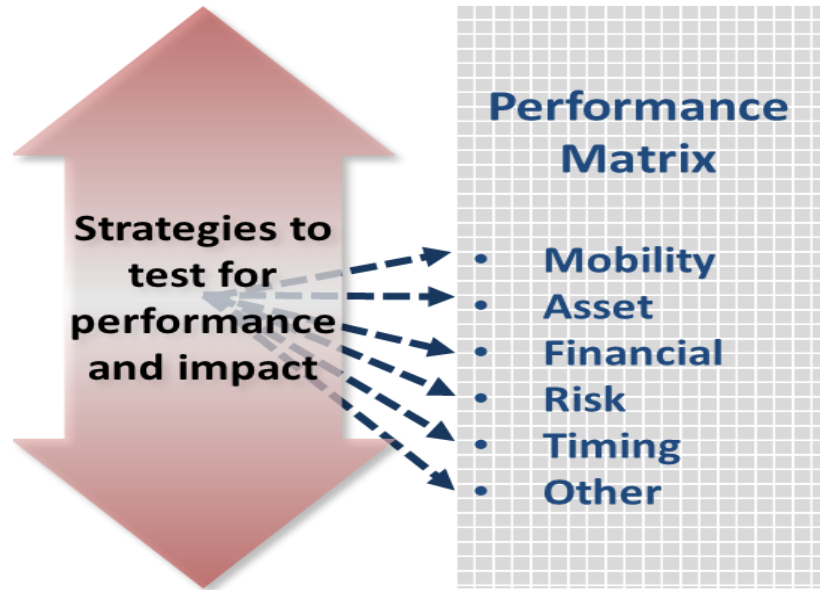 Strategies to
test for
performance
and impact
Performance
Matrix
• Mobility
• Asset
• Financial
• Risk
• Timing
• Other